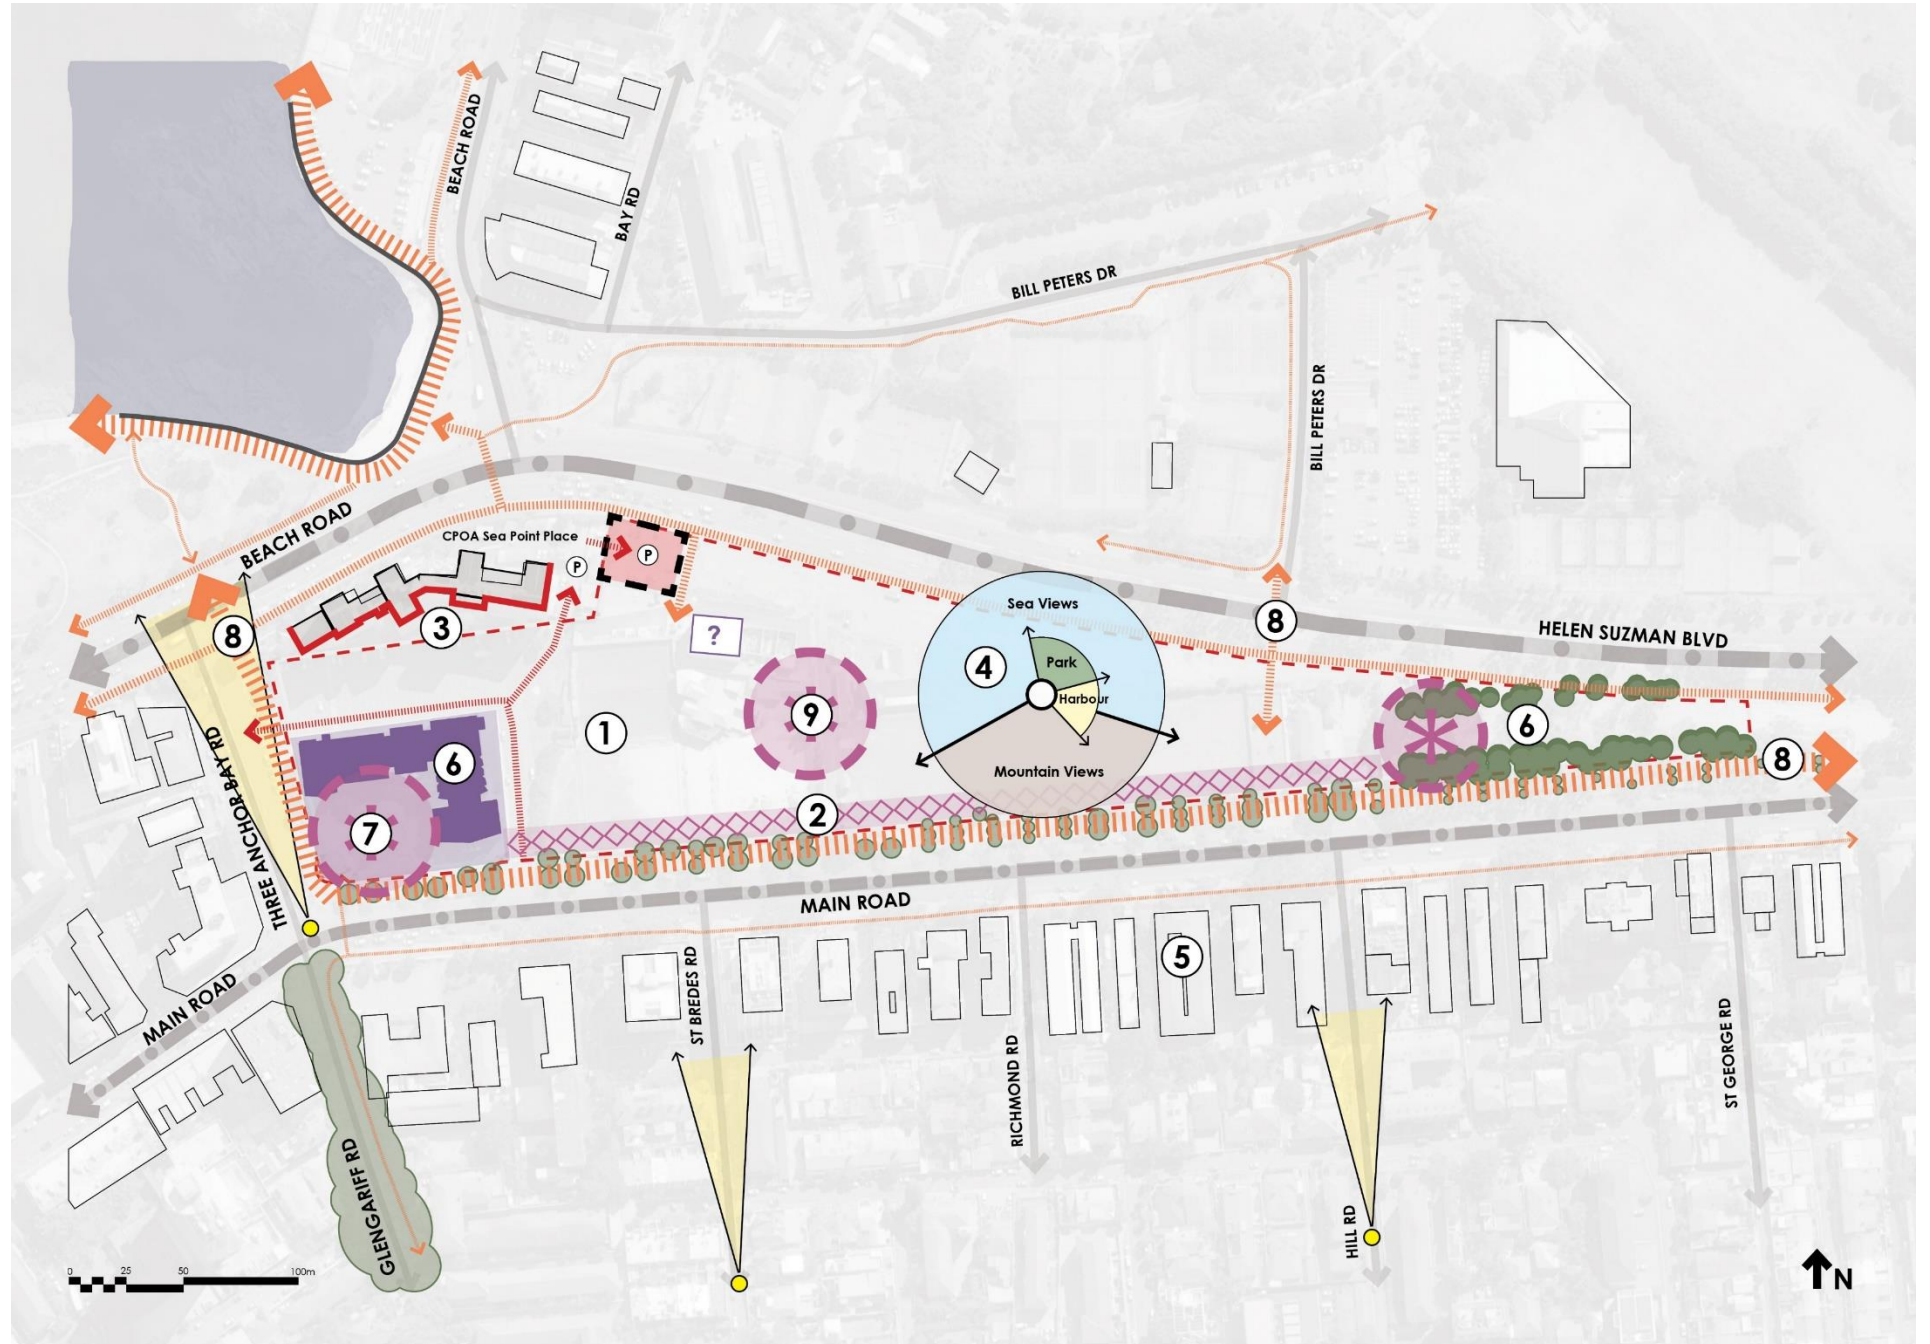 BEACH ROAD
BAY RD
BILL PETERS DR
BILL PETERS DR
BEACH ROAD
CPOA Sea Point Place
P
P
8
3
?
Sea Views
4
Park
Harbour
Mountain Views
8
HELEN SUZMAN BLVD
9
1
6
6
8
7
2
THREE ANCHOR BAY RD
MAIN ROAD
MAIN ROAD
ST BREDES RD
5
RICHMOND RD
HILL RD
ST GEORGE RD
GLENGARIFF RD
0 25 50 100m
N